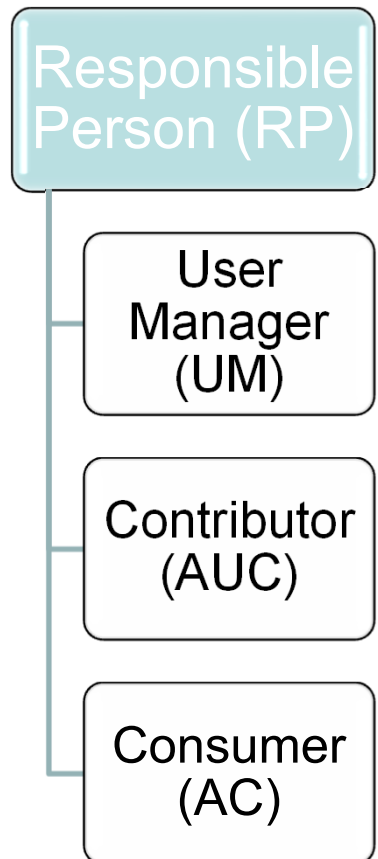 Responsible
Person (RP)
User
Manager
(UM)
Contributor
(AUC)
Consumer
(AC)